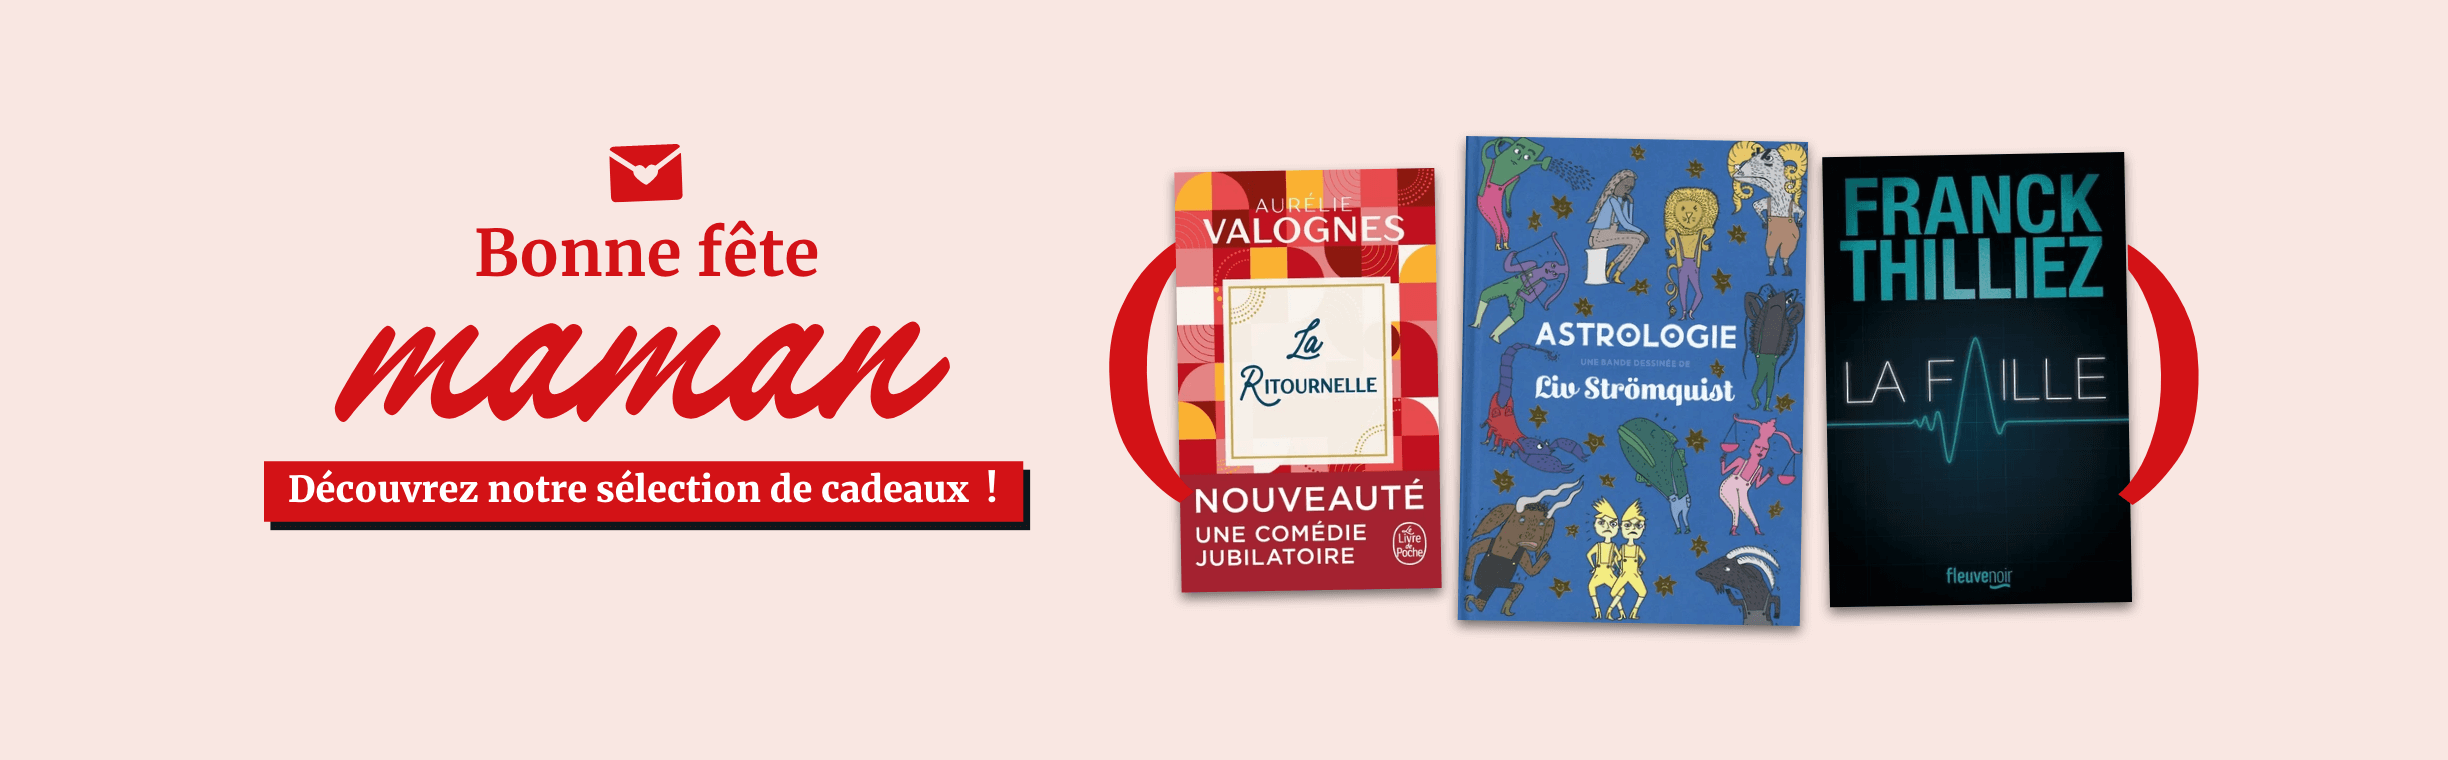 Bonne fête
maman
Découvrez notre sélection de cadeaux !
AURÉLIE
VALOGNES
La
RITOURNELLE
NOUVEAUTÉ
UNE COMÉDIE
JUBILATOIRE
Le
Livre
de
Poche
ASTROLOGIE
UNE BANDE DESSINÉE DE
Liv Strömquist
FRANCK
THILLIEZ
LA FAILLE
fleuvenoir